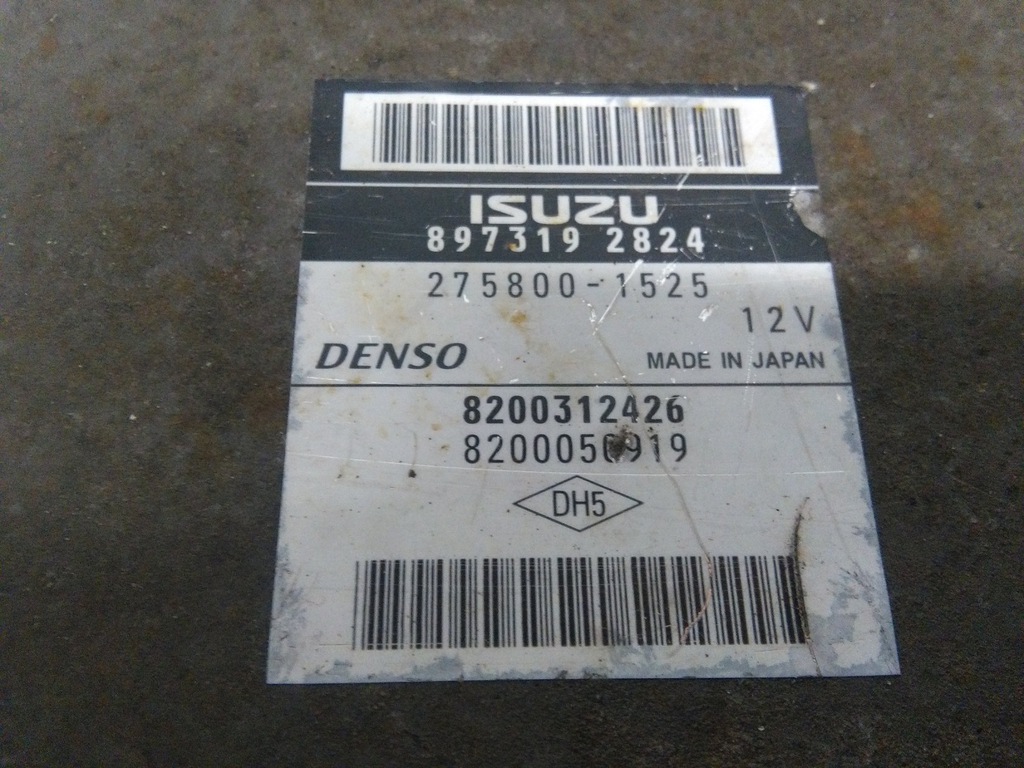 ISUZU
897319 2824
275800-1525
12V
DENSO MADE IN JAPAN
8200312426
DH5